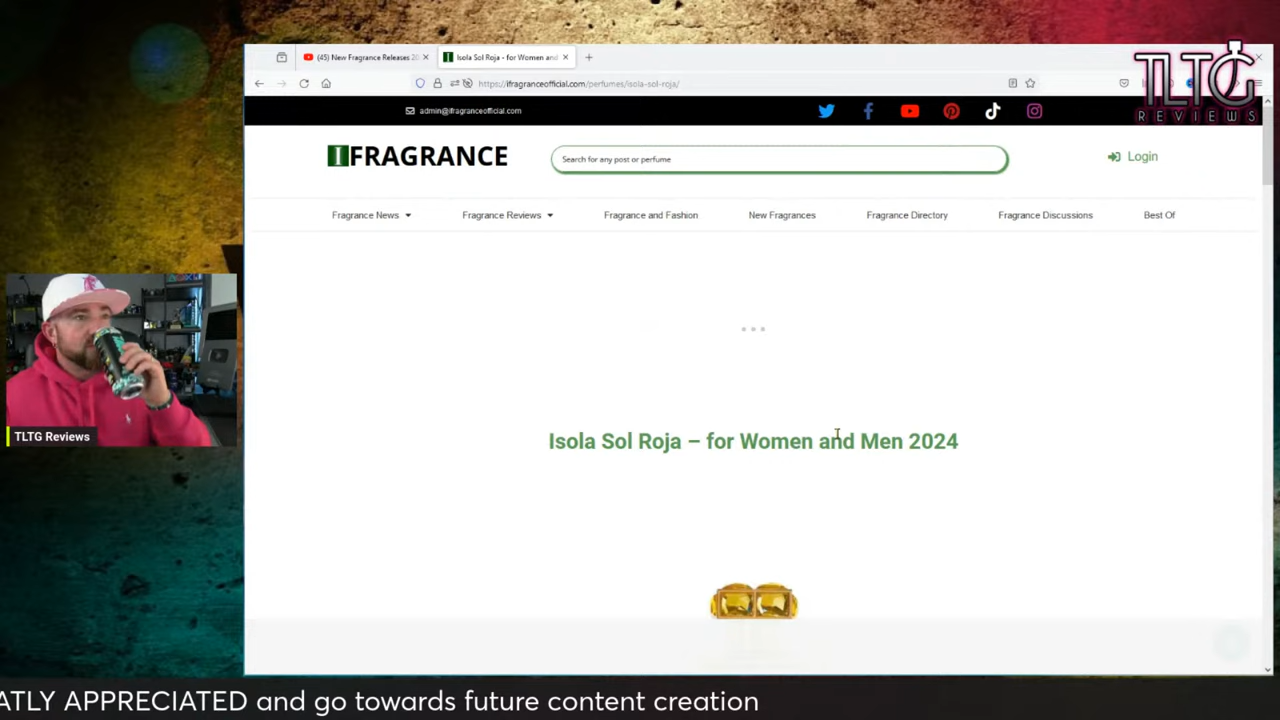 (45) New Fragrance Releases 20
Isola Sol Roja – for Women and
https://ifragranceofficial.com/perfumes/isola-sol-roja/
TLTG
REVIEWS
admin@ifragranceofficial.com
IFRAGRANCE
Search for any post or perfume
Login
Fragrance News
Fragrance Reviews
Fragrance and Fashion
New Fragrances
Fragrance Directory
Fragrance Discussions
Best Of
Isola Sol Roja – for Women and Men 2024
TLTG Reviews
ATLY APPRECIATED and go towards future content creation